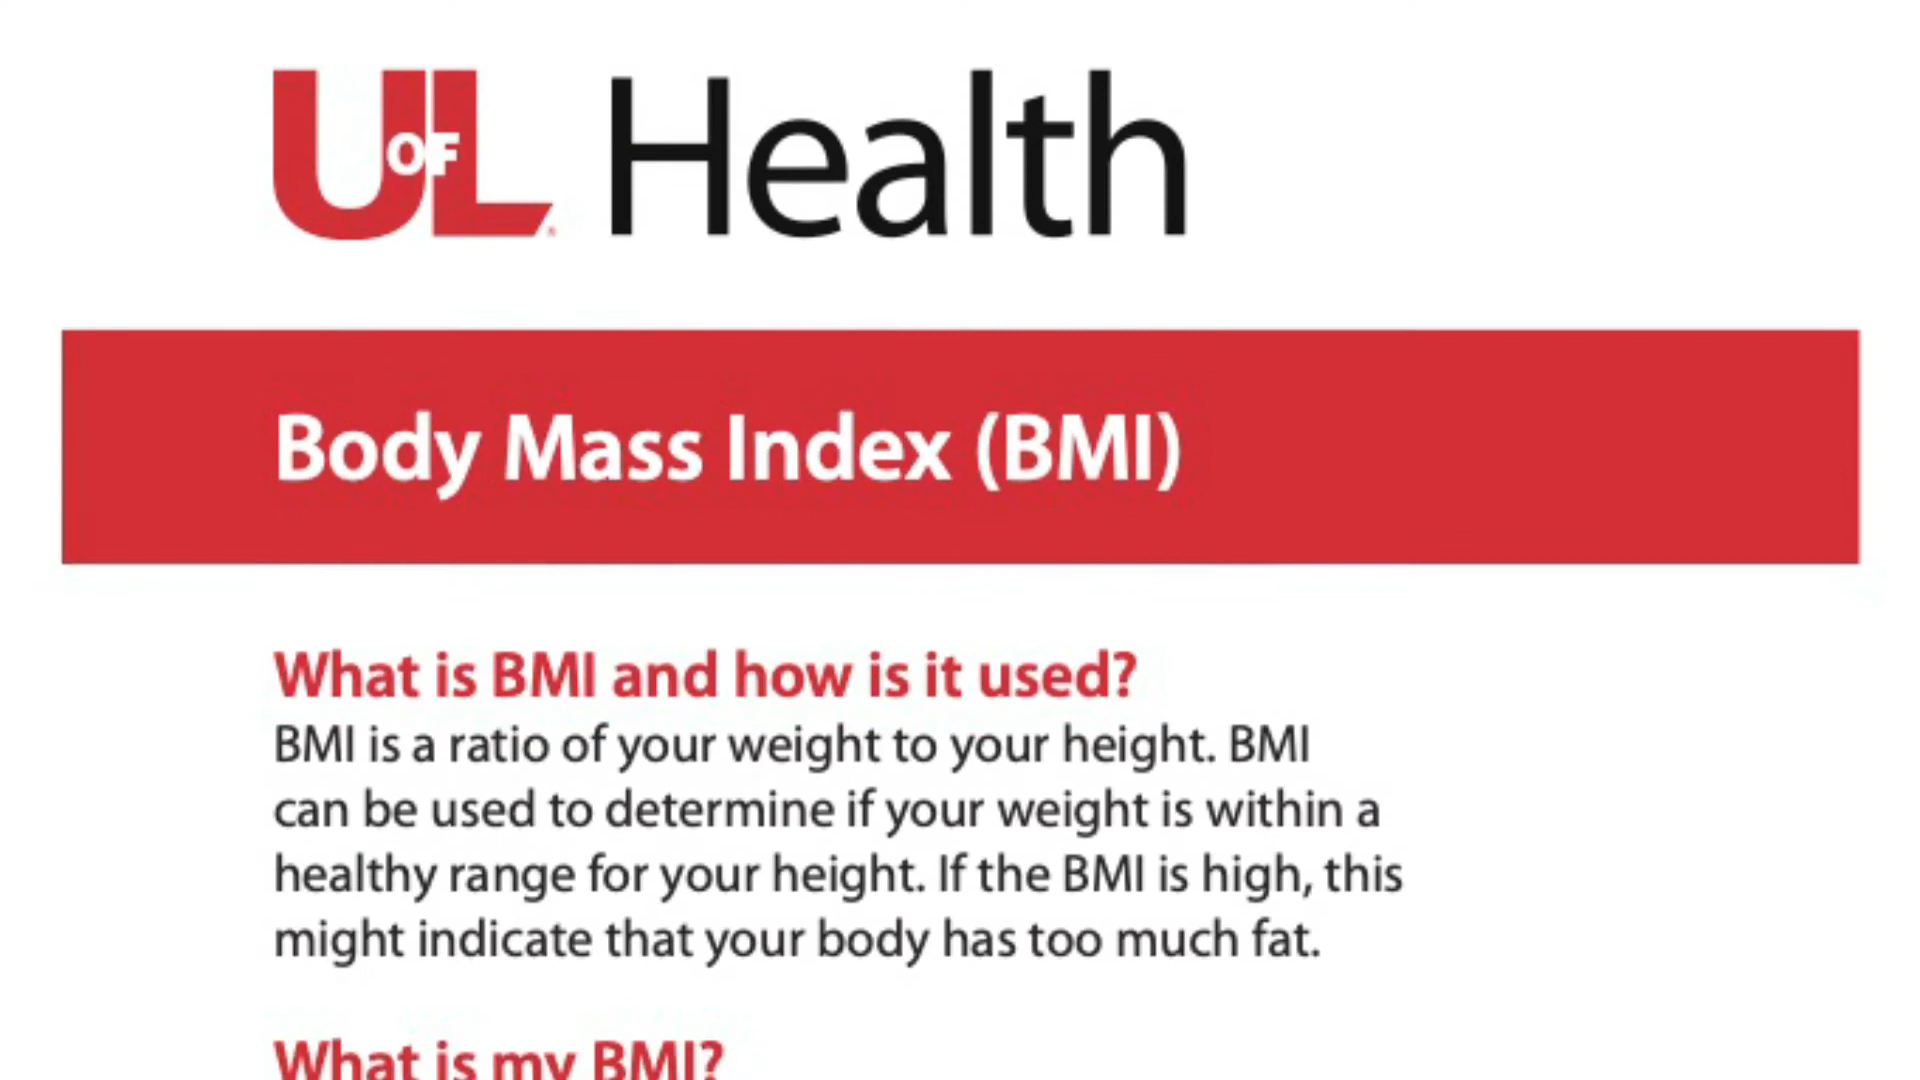 UOFL Health
Body Mass Index (BMI)
What is BMI and how is it used?
BMI is a ratio of your weight to your height. BMI
can be used to determine if your weight is within a
healthy range for your height. If the BMI is high, this
might indicate that your body has too much fat.
What is my BMI?